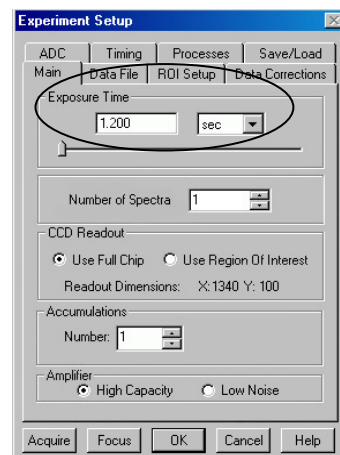 Experiment Setup
ADC Timing Processes Save/Load
Main Data File ROI Setup Data Corrections
Exposure Time
1.200 sec
Number of Spectra 1
CCD Readout
Use Full Chip Use Region Of Interest
Readout Dimensions: X:1340 Y: 100
Accumulations
Number: 1
Amplifier
High Capacity Low Noise
Acquire Focus OK Cancel Help